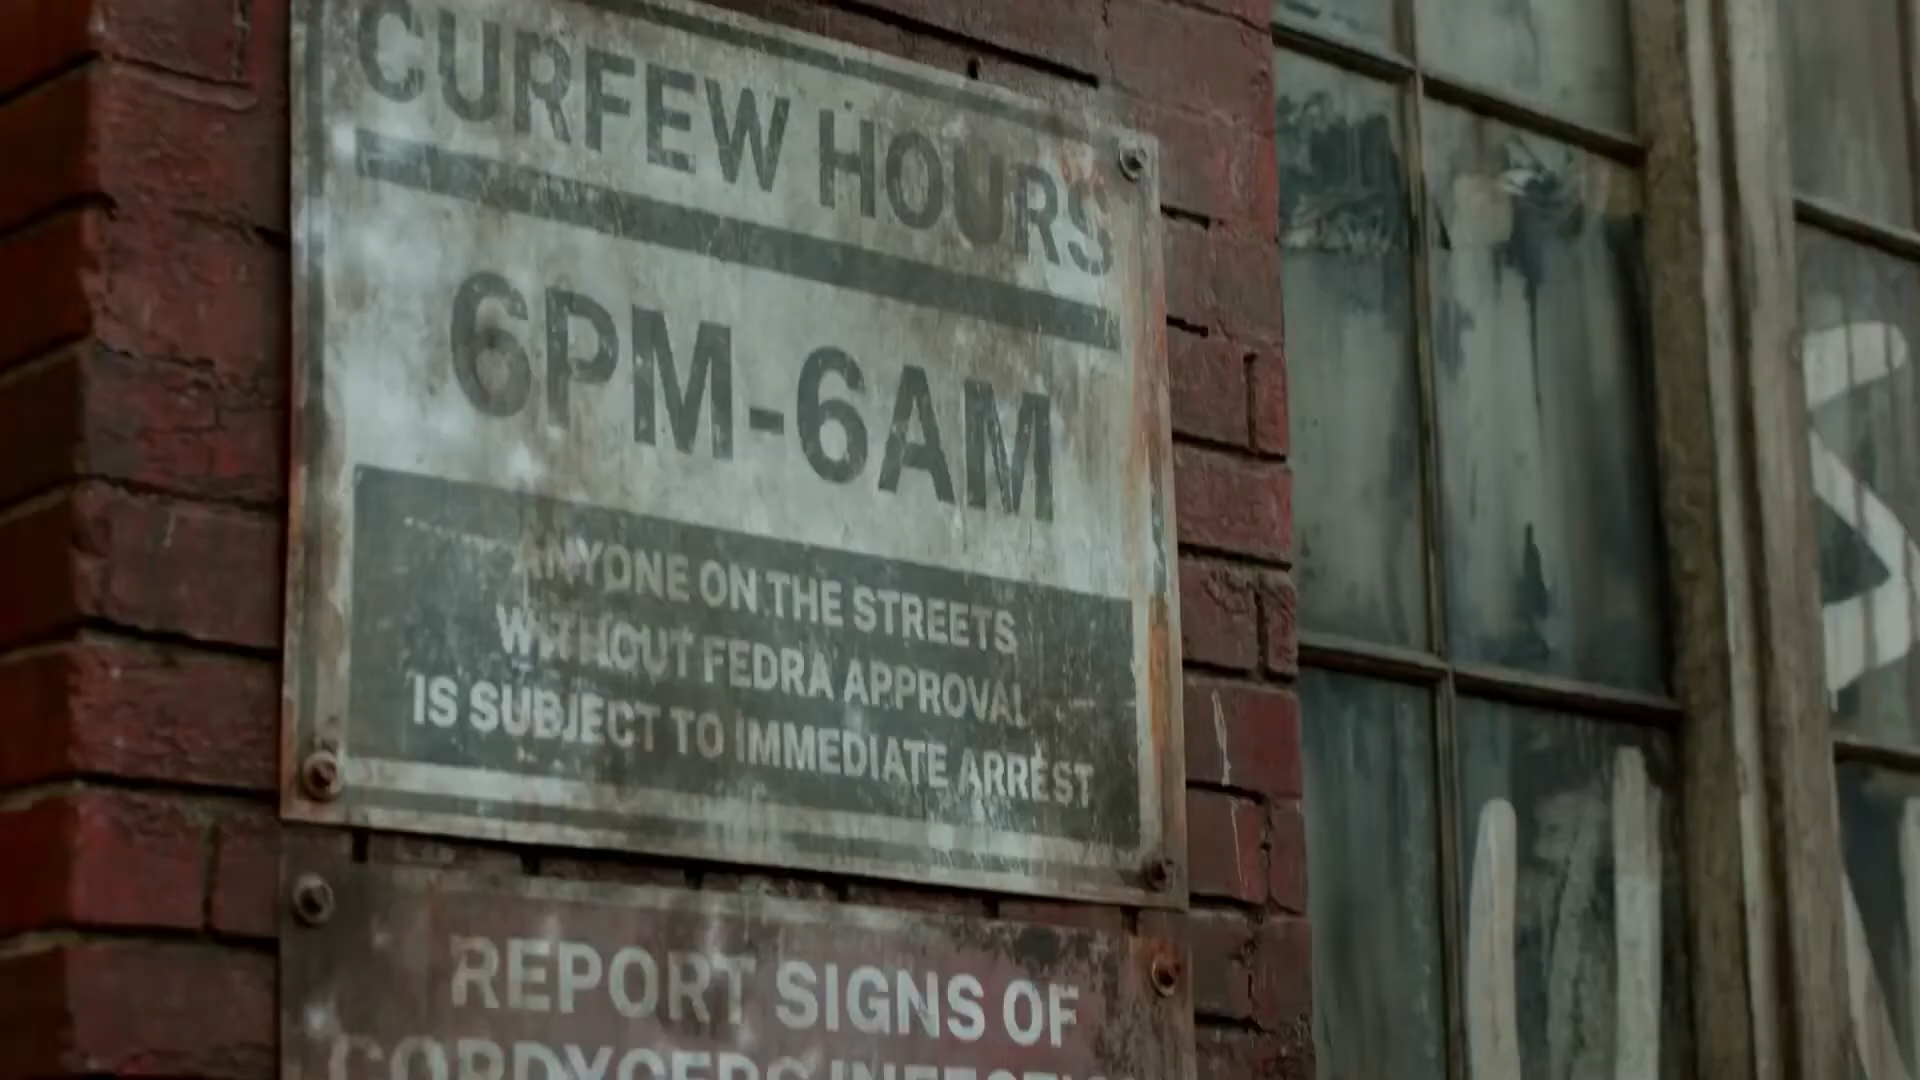 CURFEW HOURS
6PM-6AM
ANYONE ON THE STREETS
WITHOUT FEDRA APPROVAL
IS SUBJECT TO IMMEDIATE ARREST
REPORT SIGNS OF
CORDYCEPS